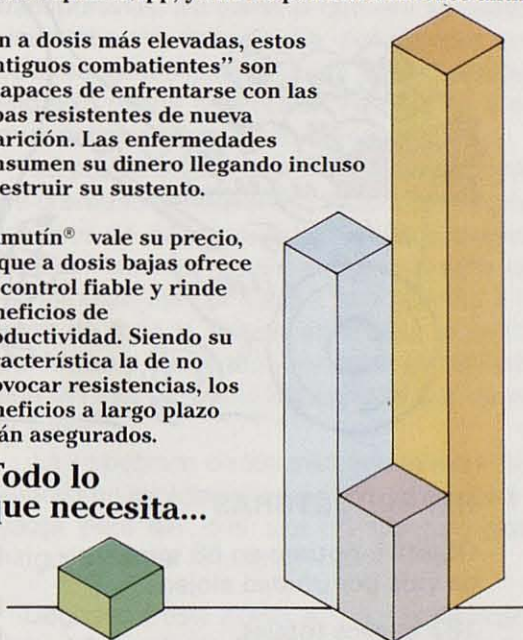 n a dosis más elevadas, estos
ntiguos combatientes” son
apaces de enfrentarse con las
pas resistentes de nueva
arición. Las enfermedades
nsumen su dinero llegando incluso
estruir su sustento.
mutín® vale su precio,
que a dosis bajas ofrece
control fiable y rinde
neficios de
oductividad. Siendo su
racterística la de no
ovocar resistencias, los
neficios a largo plazo
án asegurados.
Todo lo
que necesita...